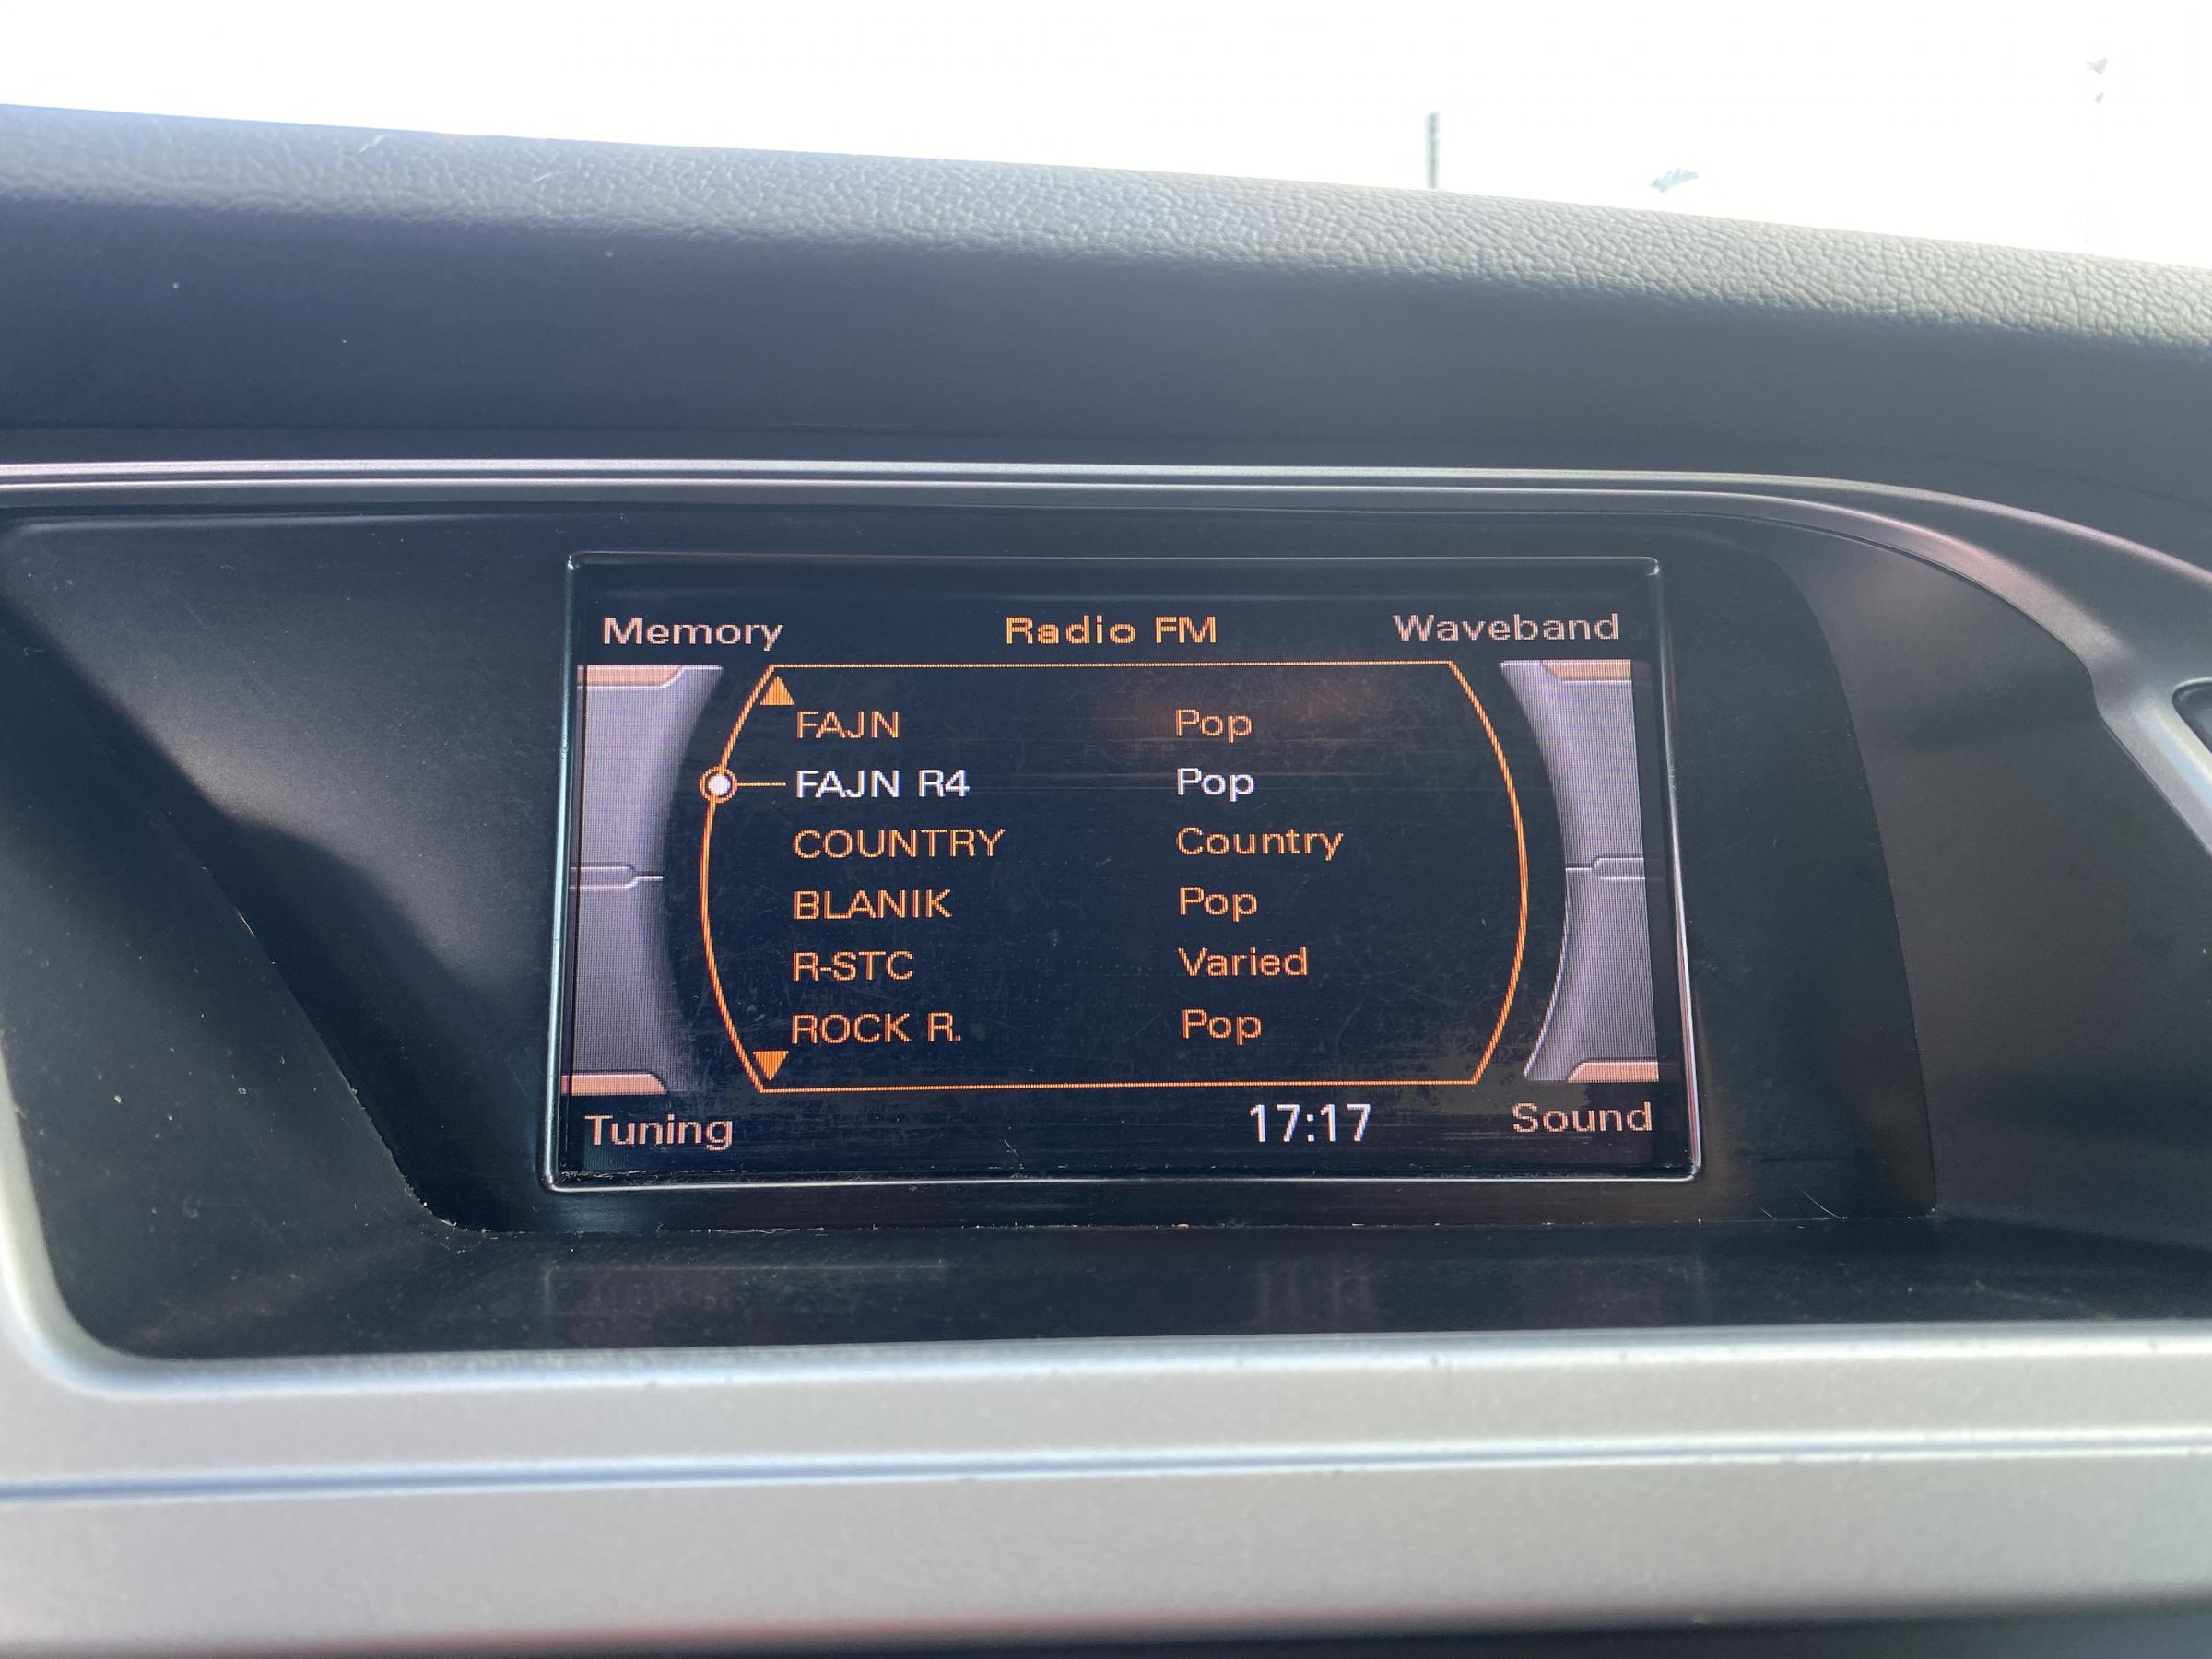 Memory Radio FM Waveband
FAJN Pop
FAJN R4 Pop
COUNTRY Country
BLANIK Pop
R-STC Varied
ROCK R. Pop
Tuning 17:17 Sound